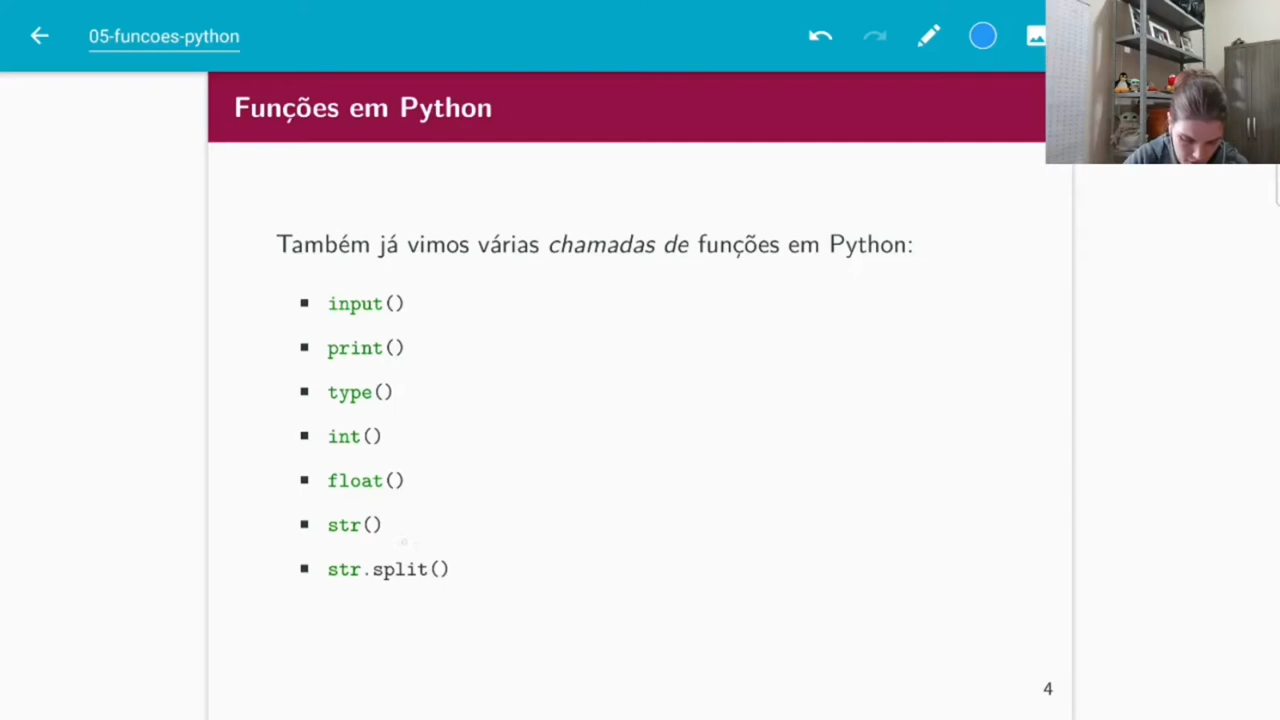 05-funcoes-python
Funções em Python
Também já vimos várias chamadas de funções em Python:
▪ input()
▪ print()
▪ type()
▪ int()
▪ float()
▪ str()
▪ str.split()
4